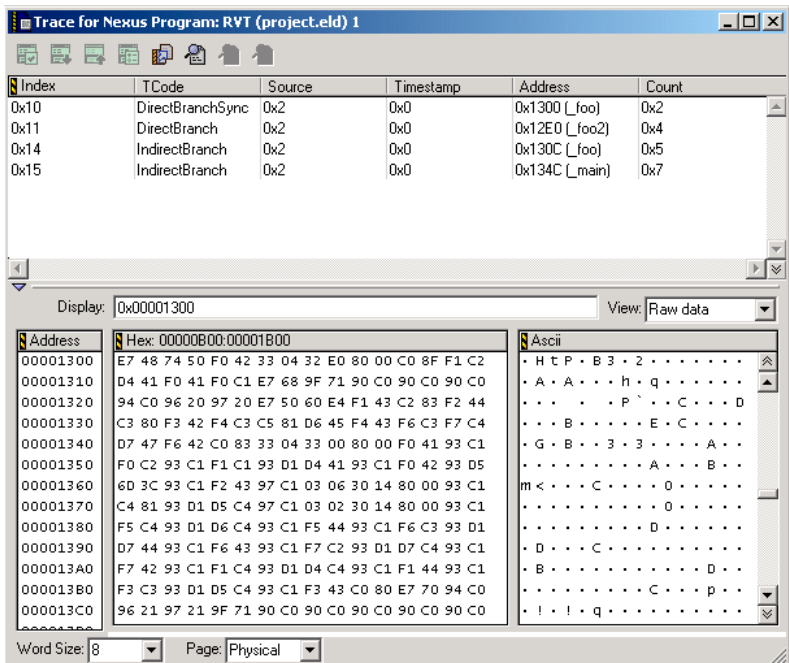 Trace for Nexus Program: RVT (project.eld) 1
Index TCode Source Timestamp Address Count
0x10 DirectBranchSync 0x2 0x0 0x1300 (_foo) 0x2
0x11 DirectBranch 0x2 0x0 0x12E0 (_foo2) 0x4
0x14 IndirectBranch 0x2 0x0 0x130C (_foo) 0x5
0x15 IndirectBranch 0x2 0x0 0x134C (_main) 0x7
Display: 0x00001300 View: Raw data
Address Hex: 00000B00:00001B00 Ascii
00001300 E7 48 74 50 F0 42 33 04 32 E0 80 00 C0 8F F1 C2 · H t P · B 3 · 2 · · · · · · ·
00001310 D4 41 F0 41 F0 C1 E7 68 9F 71 90 C0 90 C0 90 C0 · A · A · · · h · q · · · · · ·
00001320 94 C0 96 20 97 20 E7 50 60 E4 F1 43 C2 83 F2 44 · · · · · · P ` · · C · · · D
00001330 C3 80 F3 42 F4 C3 C5 81 D6 45 F4 43 F6 C3 F7 C4 · · · B · · · · · E · C · · · ·
00001340 D7 47 F6 42 C0 83 33 04 33 00 80 00 F0 41 93 C1 · G · B · · 3 · 3 · · · · A · ·
00001350 F0 C2 93 C1 F1 C1 93 D1 D4 41 93 C1 F0 42 93 D5 · · · · · · · · · A · · · B · ·
00001360 6D 3C 93 C1 F2 43 97 C1 03 06 30 14 80 00 93 C1 m < · · · C · · · · 0 · · · · ·
00001370 C4 81 93 D1 D5 C4 97 C1 03 02 30 14 80 00 93 C1 · · · · · · · · · · 0 · · · · ·
00001380 F5 C4 93 D1 D6 C4 93 C1 F5 44 93 C1 F6 C3 93 D1 · · · · · · · · · D · · · · · ·
00001390 D7 44 93 C1 F6 43 93 C1 F7 C2 93 D1 D7 C4 93 C1 · D · · · C · · · · · · · · · ·
000013A0 F7 42 93 C1 F1 C4 93 D1 D4 C4 93 C1 F1 44 93 C1 · B · · · · · · · · · · · D · ·
000013B0 F3 C3 93 D1 D5 C4 93 C1 F3 43 C0 80 E7 70 94 C0 · · · · · · · · · C · · · p · ·
000013C0 96 21 97 21 9F 71 90 C0 90 C0 90 C0 90 C0 90 C0 · ! · ! · q · · · · · · · · · ·
Word Size: 8 Page: Physical